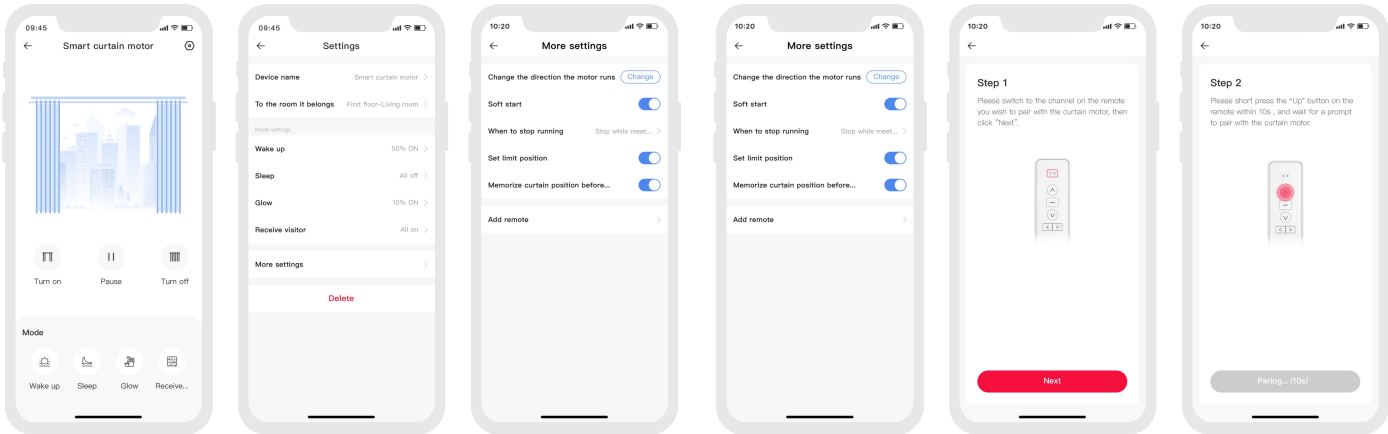 09:45
Smart curtain motor
Turn on
Pause
Turn off
Mode
Wake up
Sleep
Glow
Receive...
09:45
Settings
Device name
Smart curtain motor
To the room it belongs
First floor-Living room
Mode settings
Wake up
50% ON
Sleep
All off
Glow
10% ON
Receive visitor
All on
More settings
Delete
10:20
More settings
Change the direction the motor runs
Change
Soft start
When to stop running
Stop while meet...
Set limit position
Memorize curtain position before...
Add remote
10:20
More settings
Change the direction the motor runs
Change
Soft start
When to stop running
Stop while meet...
Set limit position
Memorize curtain position before...
Add remote
10:20
Step 1
Please switch to the channel on the remote
you wish to pair with the curtain motor, then
click "Next".
Next
10:20
Step 2
Please short press the "Up" button on the
remote within 10s , and wait for a prompt
to pair with the curtain motor.
Paring... (10s)